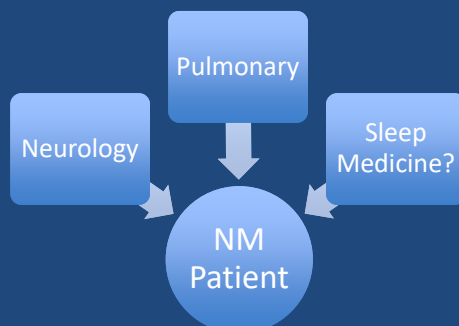 Pulmonary
Neurology
Sleep
Medicine?
NM
Patient